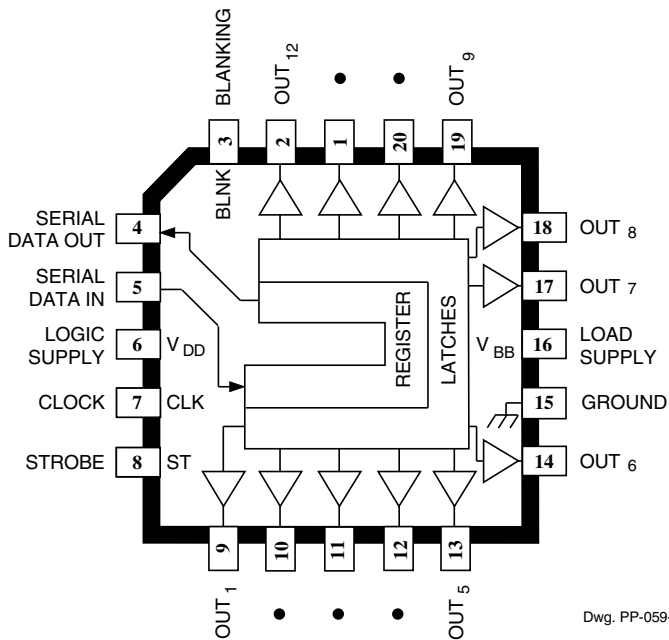 BLANKING
OUT 12
• •
OUT 9
3 2 1 20 19
BLNK
SERIAL DATA OUT
4
SERIAL DATA IN
5
LOGIC SUPPLY
6 V DD
CLOCK 7 CLK
STROBE 8 ST
REGISTER
LATCHES
18 OUT 8
17 OUT 7
V BB 16 LOAD SUPPLY
15 GROUND
14 OUT 6
9 10 11 12 13
OUT 1
• • •
OUT 5
Dwg. PP-059-